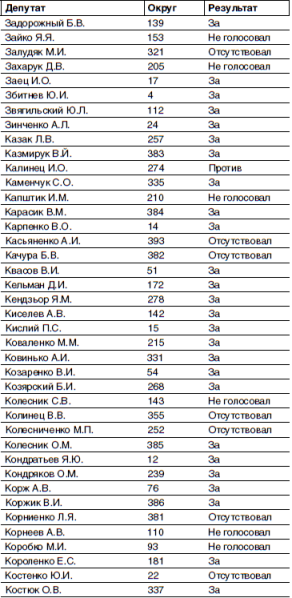 Депутат Округ Результат
Задорожный Б.В. 139 За
Зайко Я.Я. 153 Не голосовал
Залудяк М.И. 321 Отсутствовал
Захарук Д.В. 205 Не голосовал
Заец И.О. 17 За
Збитнев Ю.И. 4 За
Звягильский Ю.Л. 112 За
Зинченко А.Л. 24 За
Казак Л.В. 257 За
Казмирук В.Й. 383 За
Калинец И.О. 274 Против
Каменчук С.О. 335 За
Капштик И.М. 210 Не голосовал
Карасик В.М. 384 За
Карпенко В.О. 14 За
Касьяненко А.И. 393 Отсутствовал
Качура Б.В. 382 Отсутствовал
Квасов В.И. 51 За
Кельман Д.И. 172 За
Кендзьор Я.М. 278 За
Киселев А.В. 142 За
Кислий П.С. 15 За
Коваленко М.М. 215 За
Ковинько А.И. 331 За
Козаренко В.И. 54 За
Козярский Б.И. 268 За
Колесник С.В. 143 Не голосовал
Колинец В.В. 355 Отсутствовал
Колесниченко М.П. 252 Отсутствовал
Колесник О.М. 385 За
Кондратьев Я.Ю. 12 За
Кондряков О.М. 239 За
Корж А.В. 76 За
Коржик В.И. 386 За
Корниенко Л.Я. 381 Отсутствовал
Корнеев А.В. 110 Не голосовал
Коробко М.И. 93 Не голосовал
Короленко Е.С. 181 За
Костенко Ю.И. 22 Отсутствовал
Костюк О.В. 337 За